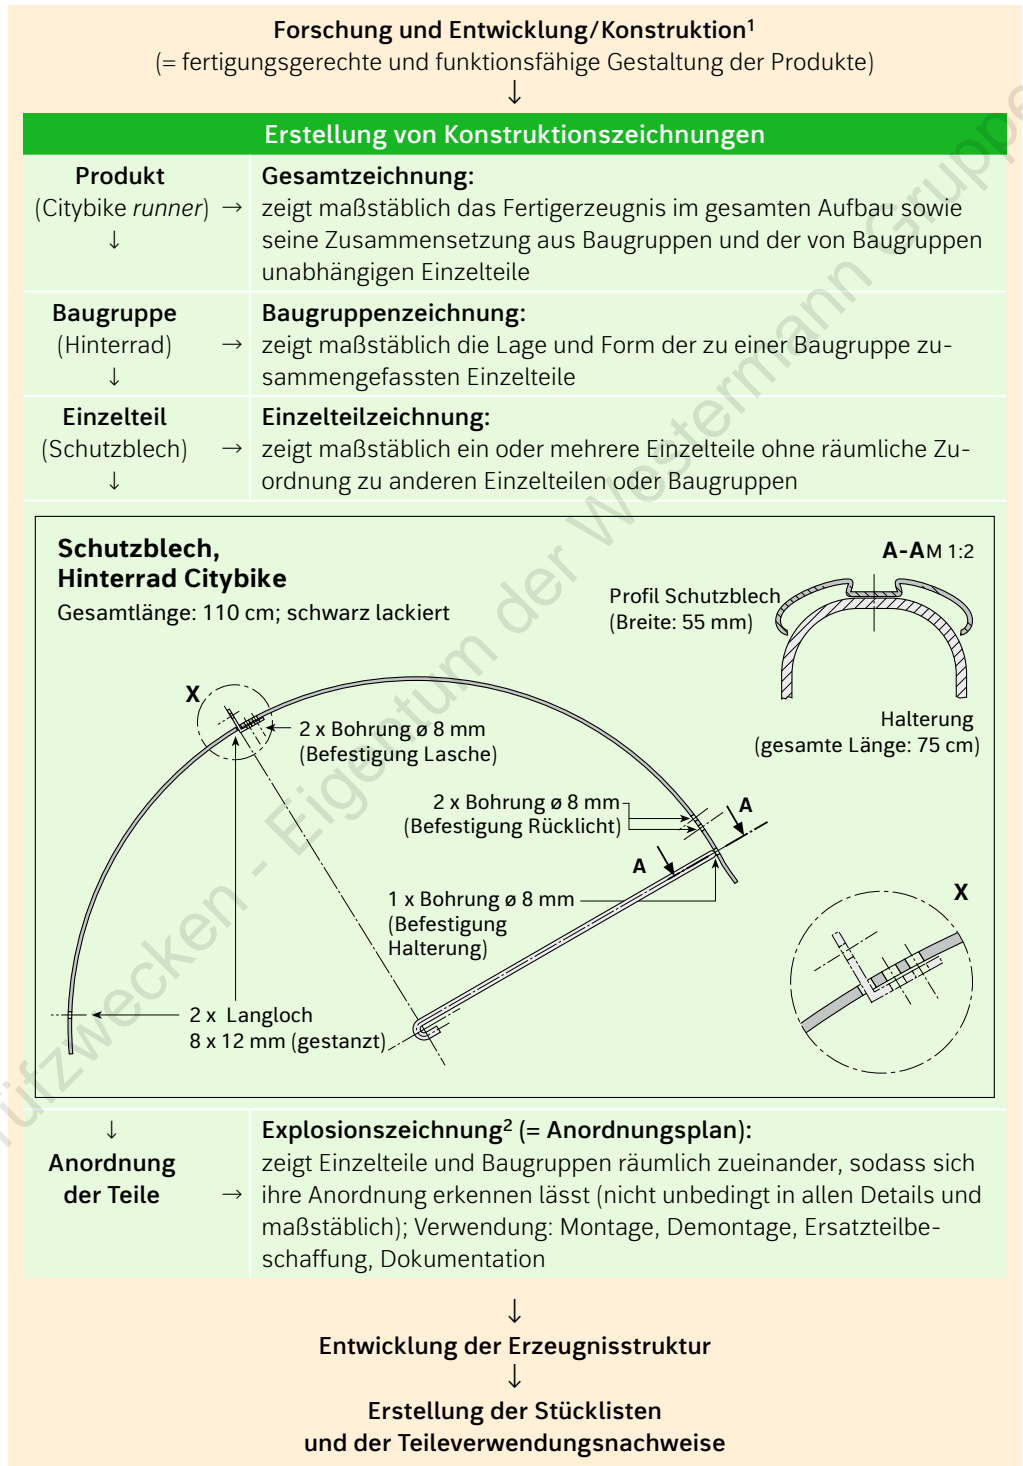 Forschung und Entwicklung/Konstruktion¹
(= fertigungsgerechte und funktionsfähige Gestaltung der Produkte)
↓
Erstellung von Konstruktionszeichnungen
Produkt
(Citybike runner) →
↓
Gesamtzeichnung:
zeigt maßstäblich das Fertigerzeugnis im gesamten Aufbau sowie
seine Zusammensetzung aus Baugruppen und der von Baugruppen
unabhängigen Einzelteile
Baugruppe
(Hinterrad) →
↓
Baugruppenzeichnung:
zeigt maßstäblich die Lage und Form der zu einer Baugruppe zu-
sammengefassten Einzelteile
Einzelteil
(Schutzblech) →
↓
Einzelteilzeichnung:
zeigt maßstäblich ein oder mehrere Einzelteile ohne räumliche Zu-
ordnung zu anderen Einzelteilen oder Baugruppen
Schutzblech,
Hinterrad Citybike
Gesamtlänge: 110 cm; schwarz lackiert
A-A M 1:2
Profil Schutzblech
(Breite: 55 mm)
Halterung
(gesamte Länge: 75 cm)
X
2 x Bohrung ø 8 mm
(Befestigung Lasche)
2 x Bohrung ø 8 mm
(Befestigung Rücklicht)
A
A
1 x Bohrung ø 8 mm
(Befestigung
Halterung)
X
2 x Langloch
8 x 12 mm (gestanzt)
↓
Anordnung
der Teile →
Explosionszeichnung² (= Anordnungsplan):
zeigt Einzelteile und Baugruppen räumlich zueinander, sodass sich
ihre Anordnung erkennen lässt (nicht unbedingt in allen Details und
maßstäblich); Verwendung: Montage, Demontage, Ersatzteilbe-
schaffung, Dokumentation
↓
Entwicklung der Erzeugnisstruktur
↓
Erstellung der Stücklisten
und der Teileverwendungsnachweise
üfzwecken - Eigentum der Westermann Gruppe